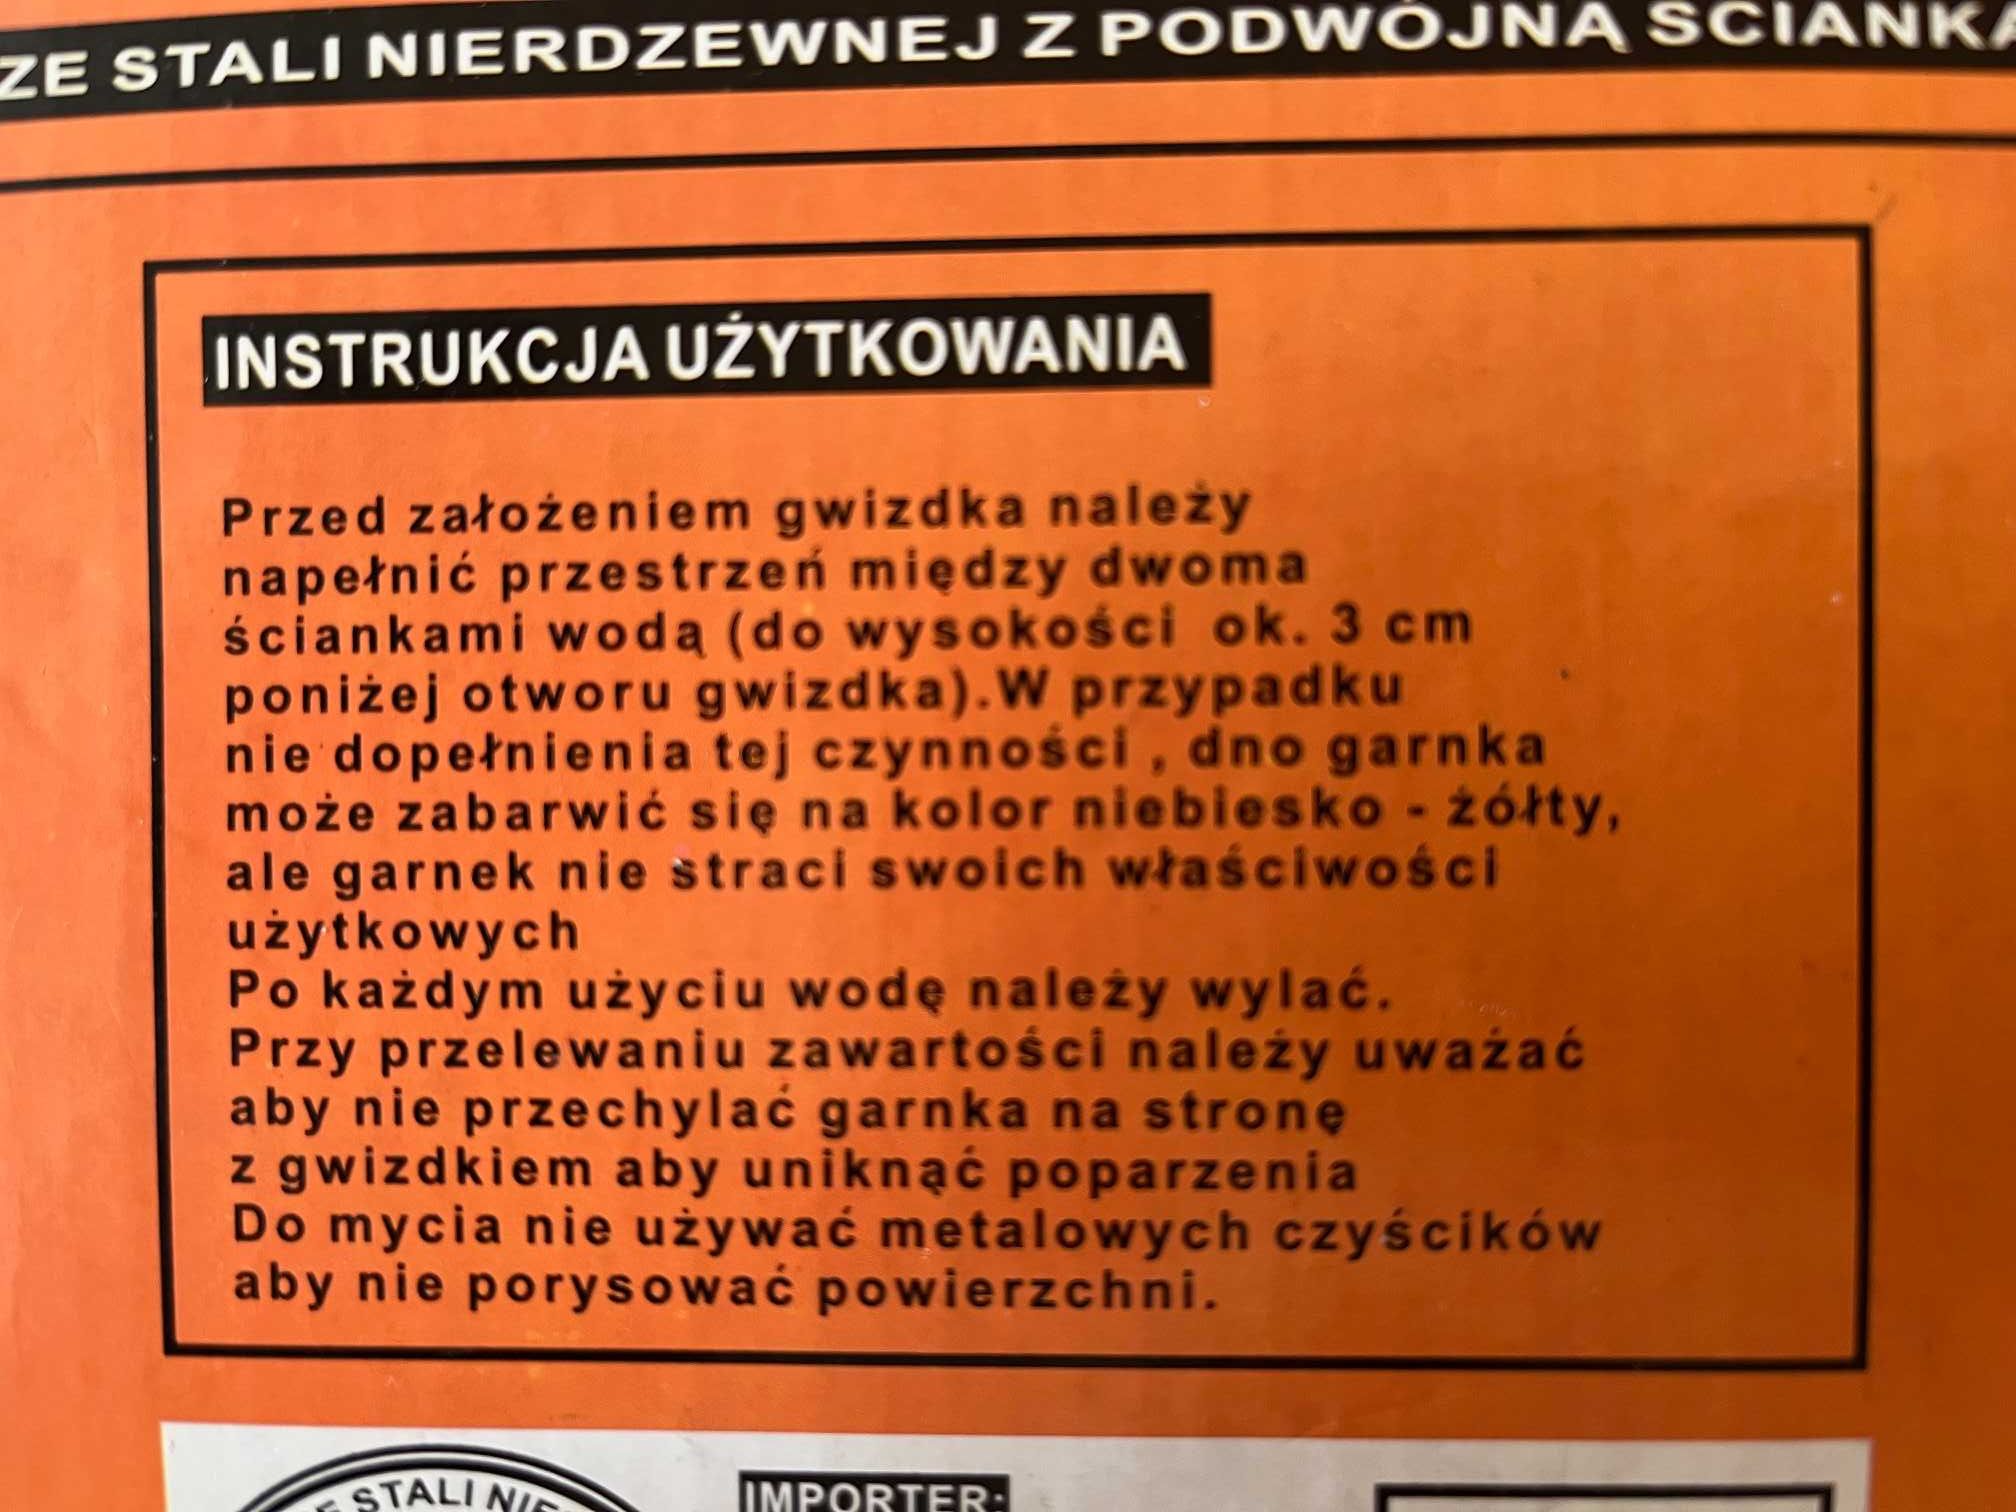 ZE STALI NIERDZEWNEJ Z PODWÓJNĄ ŚCIANKĄ
INSTRUKCJA UŻYTKOWANIA
Przed założeniem gwizdka należy
napełnić przestrzeń między dwoma
ściankami wodą (do wysokości ok. 3 cm
poniżej otworu gwizdka).W przypadku
nie dopełnienia tej czynności , dno garnka
może zabarwić się na kolor niebiesko - żółty,
ale garnek nie straci swoich właściwości
użytkowych
Po każdym użyciu wodę należy wylać.
Przy przelewaniu zawartości należy uważać
aby nie przechylać garnka na stronę
z gwizdkiem aby uniknąć poparzenia
Do mycia nie używać metalowych czyścików
aby nie porysować powierzchni.
STALI
IMPORTER: